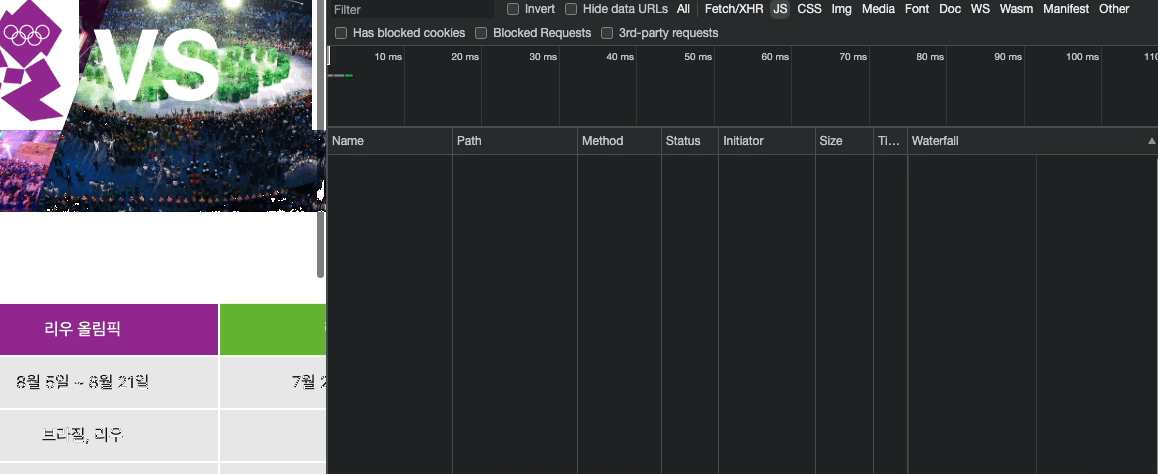 VS
리우 올림픽
8월 5일 ~ 8월 21일
7월 2
브라질, 리우
Filter
Invert Hide data URLs All Fetch/XHR JS CSS Img Media Font Doc WS Wasm Manifest Other
Has blocked cookies Blocked Requests 3rd-party requests
10 ms 20 ms 30 ms 40 ms 50 ms 60 ms 70 ms 80 ms 90 ms 100 ms 110
Name Path Method Status Initiator Size Ti... Waterfall